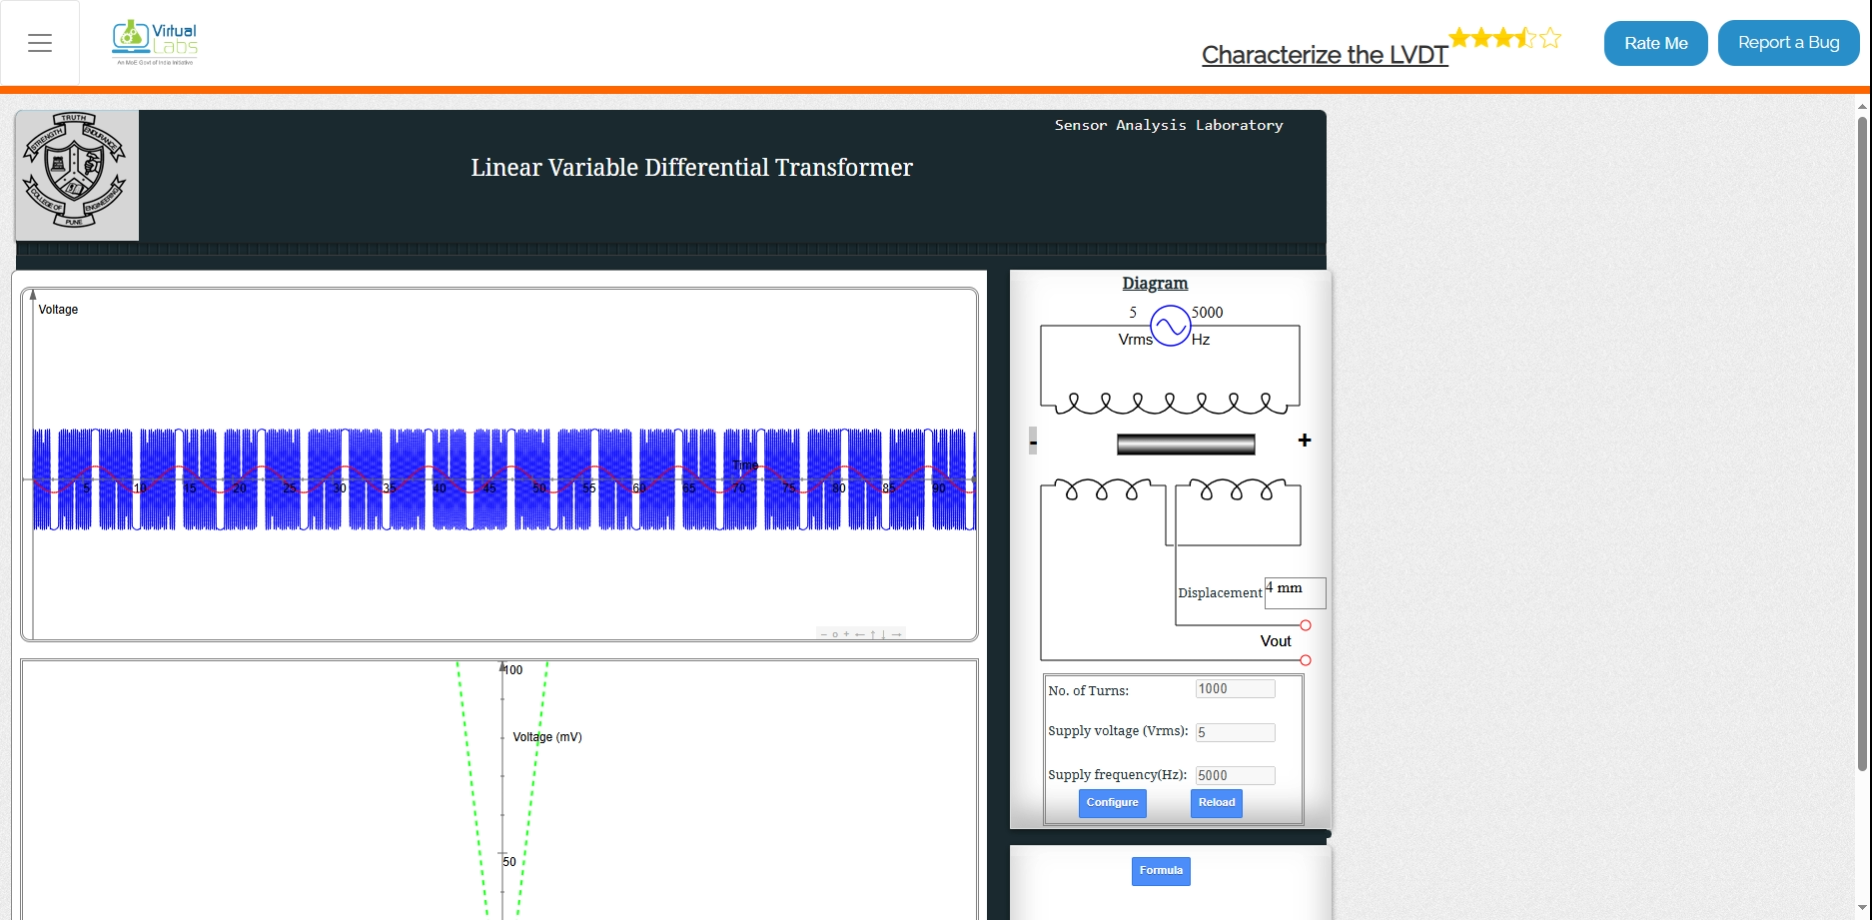 Virtual
Labs
An MoE Govt of India Initiative
Characterize the LVDT
Rate Me
Report a Bug
TRUTH
STRENGTH
ENDURANCE
COLLEGE OF
ENGINEERING
PUNE
Sensor Analysis Laboratory
Linear Variable Differential Transformer
Voltage
Time
5 10 15 20 25 30 35 40 45 50 55 60 65 70 75 80 85 90
− o + ← ↑ ↓ →
100
Voltage (mV)
50
Diagram
5 5000
Vrms Hz
- +
Displacement 4 mm
Vout
No. of Turns: 1000
Supply voltage (Vrms): 5
Supply frequency(Hz): 5000
Configure Reload
Formula